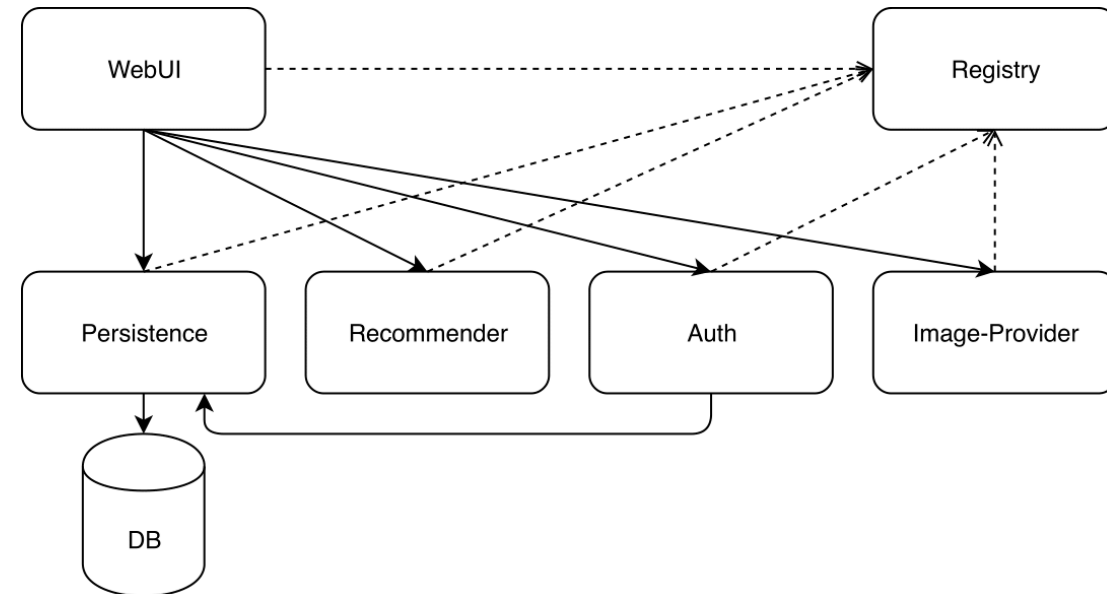 WebUI
Registry
Persistence
Recommender
Auth
Image-Provider
DB